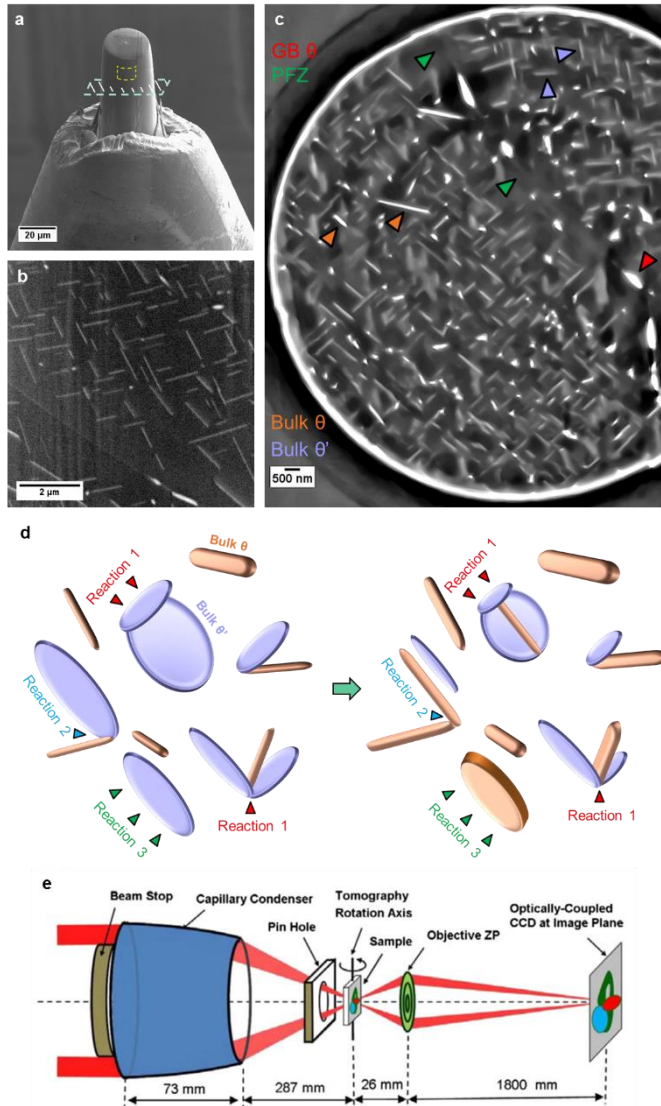 a
20 µm
b
2 µm
c
GB θ
PFZ
Bulk θ
Bulk θ'
500 nm
d
Reaction 1
Bulk θ
Bulk θ'
Reaction 2
Reaction 3
Reaction 1
Reaction 1
Reaction 2
Reaction 3
Reaction 1
e
Beam Stop
Capillary Condenser
Pin Hole
Tomography
Rotation Axis
Sample
Objective ZP
Optically-Coupled
CCD at Image Plane
73 mm
287 mm
26 mm
1800 mm